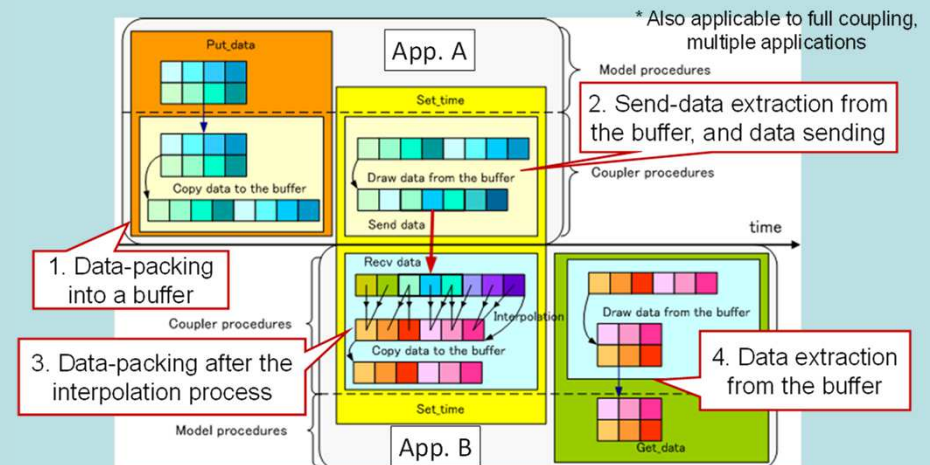 * Also applicable to full coupling,
multiple applications
Put_data
App. A
Model procedures
Set_time
2. Send-data extraction from
the buffer, and data sending
Copy data to the buffer
Draw data from the buffer
Coupler procedures
Send data
time
1. Data-packing
into a buffer
Recv data
Coupler procedures
Interpolation
Draw data from the buffer
3. Data-packing after the
interpolation process
Copy data to the buffer
4. Data extraction
from the buffer
Set_time
Model procedures
App. B
Get_data